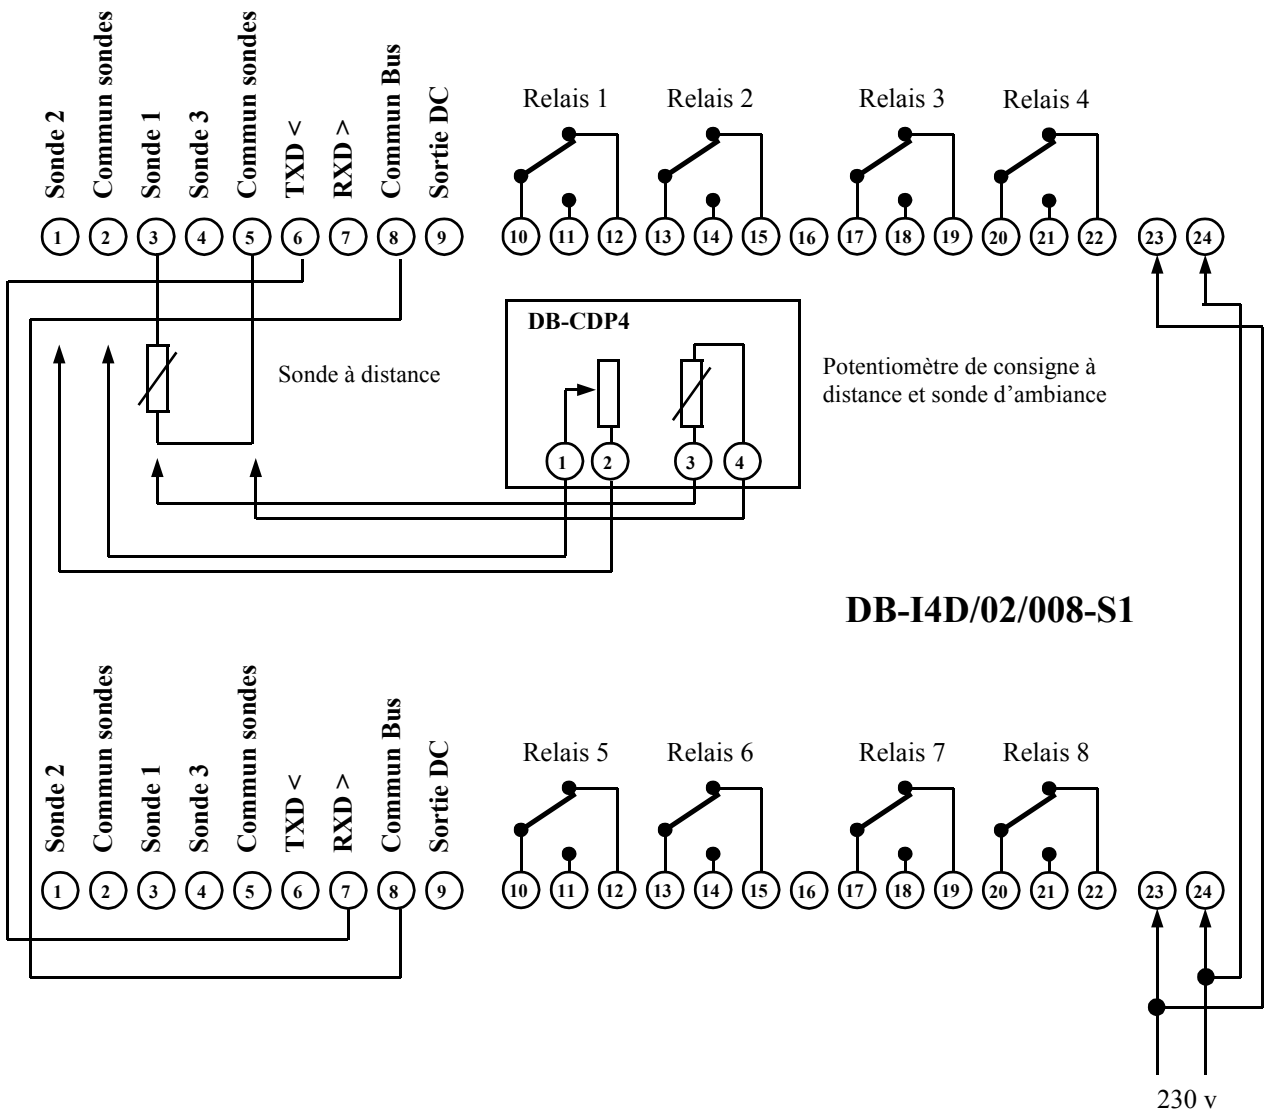 Sonde 2
Commun sondes
Sonde 1
Sonde 3
Commun sondes
TXD <
RXD >
Commun Bus
Sortie DC
Relais 1
Relais 2
Relais 3
Relais 4
1 2 3 4 5 6 7 8 9 10 11 12 13 14 15 16 17 18 19 20 21 22 23 24
DB-CDP4
Sonde à distance
Potentiomètre de consigne à
distance et sonde d’ambiance
1 2 3 4
DB-I4D/02/008-S1
Sonde 2
Commun sondes
Sonde 1
Sonde 3
Commun sondes
TXD <
RXD >
Commun Bus
Sortie DC
Relais 5
Relais 6
Relais 7
Relais 8
1 2 3 4 5 6 7 8 9 10 11 12 13 14 15 16 17 18 19 20 21 22 23 24
230 v